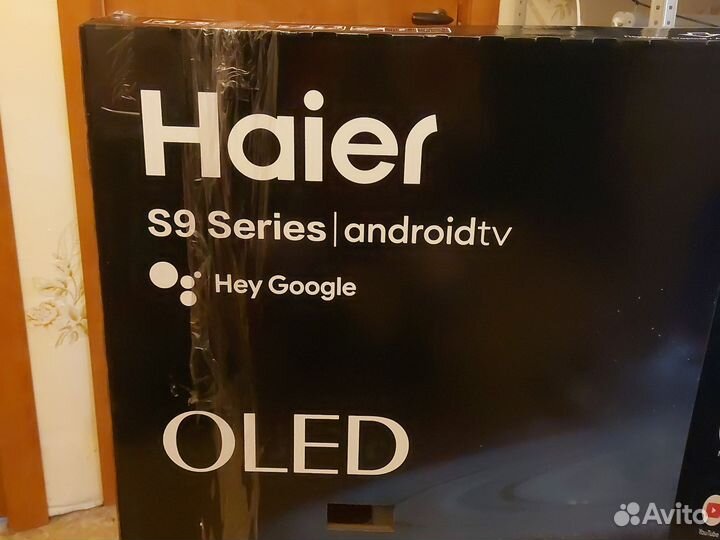 Haier
S9 Series | androidtv
Hey Google
OLED
YouTube
Avito